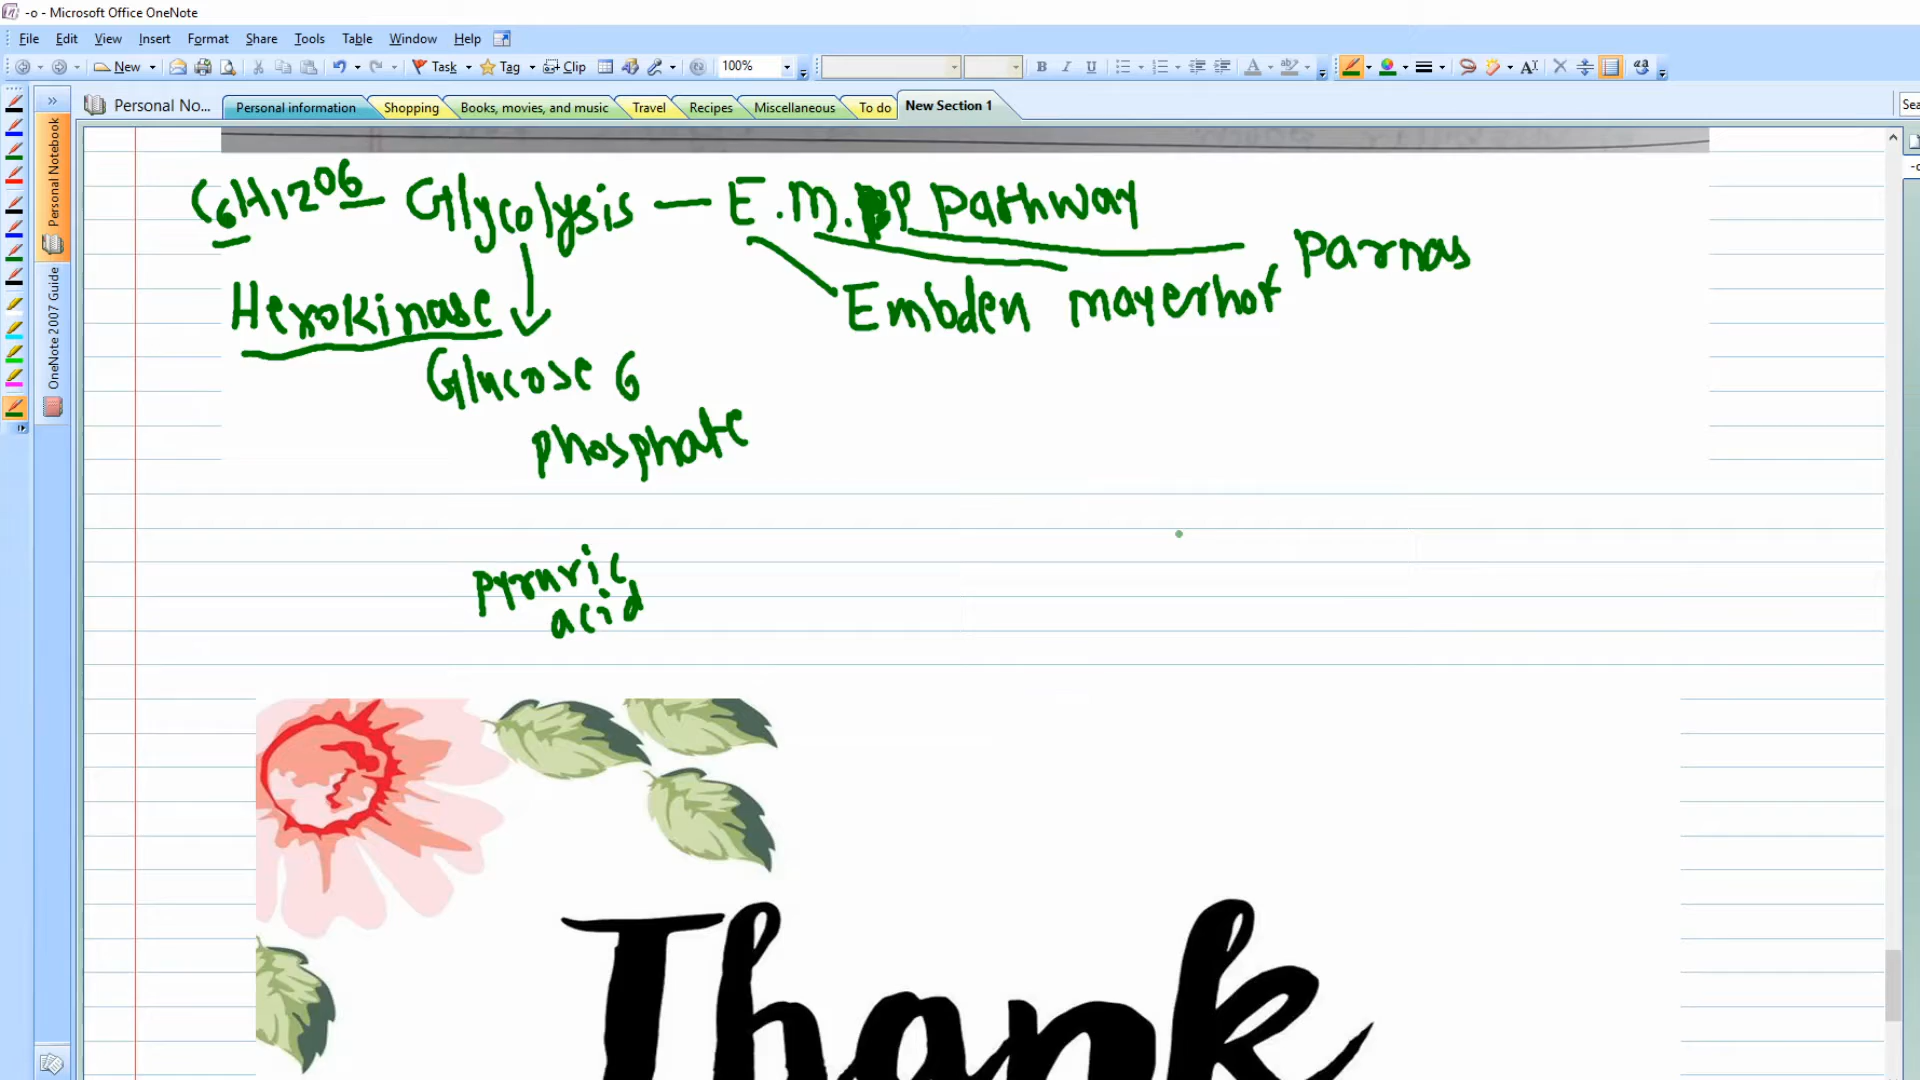 -o - Microsoft Office OneNote
File Edit View Insert Format Share Tools Table Window Help
New Task Tag Clip 100% B I U A
Personal No... Personal information Shopping Books, movies, and music Travel Recipes Miscellaneous To do New Section 1 Sea
Personal Notebook
OneNote 2007 Guide
C6H1206 Glycolysis — E.M.P Pathway
Parnas
Embden mayerhof
Hexokinase
Glucose 6
phosphate
pyruvic
acid
Thank